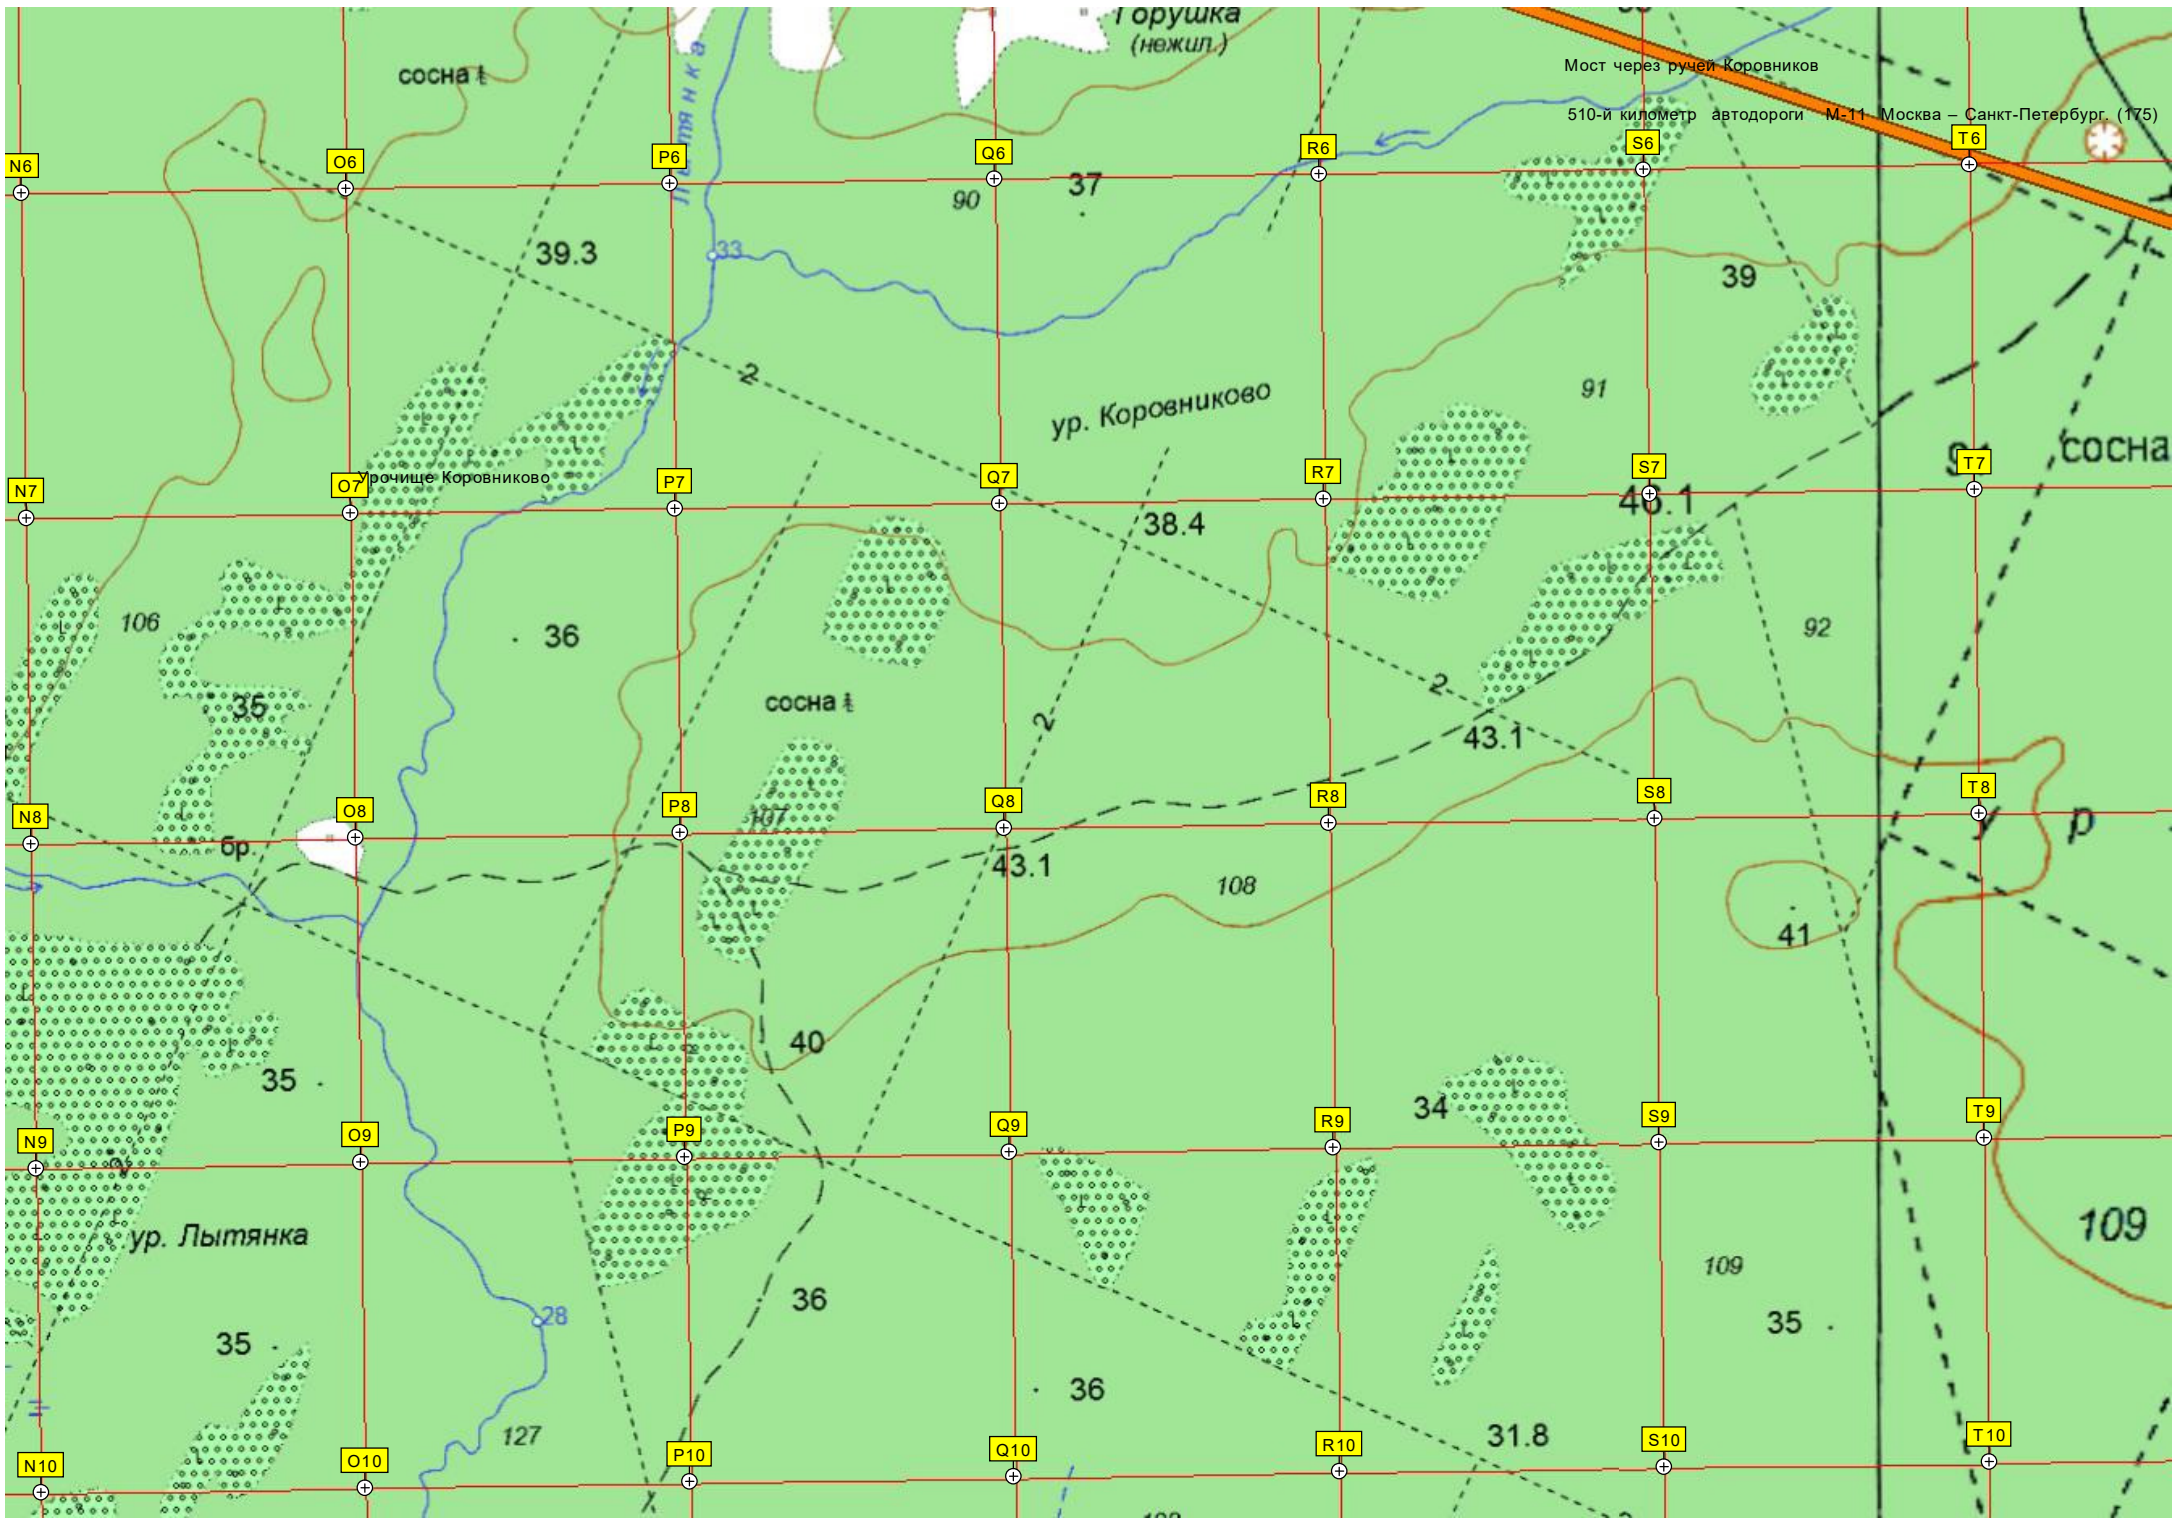 Горушка
(нежил.)
сосна
Лытянка
Мост через ручей Коровников
510-й километр автодороги М-11 Москва – Санкт-Петербург. (175)
N6
O6
P6
Q6
R6
S6
T6
90
37
39.3
33
39
2
ур. Коровниково
91
сосна
N7
O7
Урочище Коровниково
P7
Q7
R7
S7
T7
46.1
38.4
106
36
92
35
сосна
2
2
43.1
N8
O8
P8
Q8
R8
S8
T8
107
у р
бр.
43.1
108
41
40
35
34
N9
O9
P9
Q9
R9
S9
T9
ур. Лытянка
109
109
36
28
35
35
36
127
31.8
N10
O10
P10
Q10
R10
S10
T10